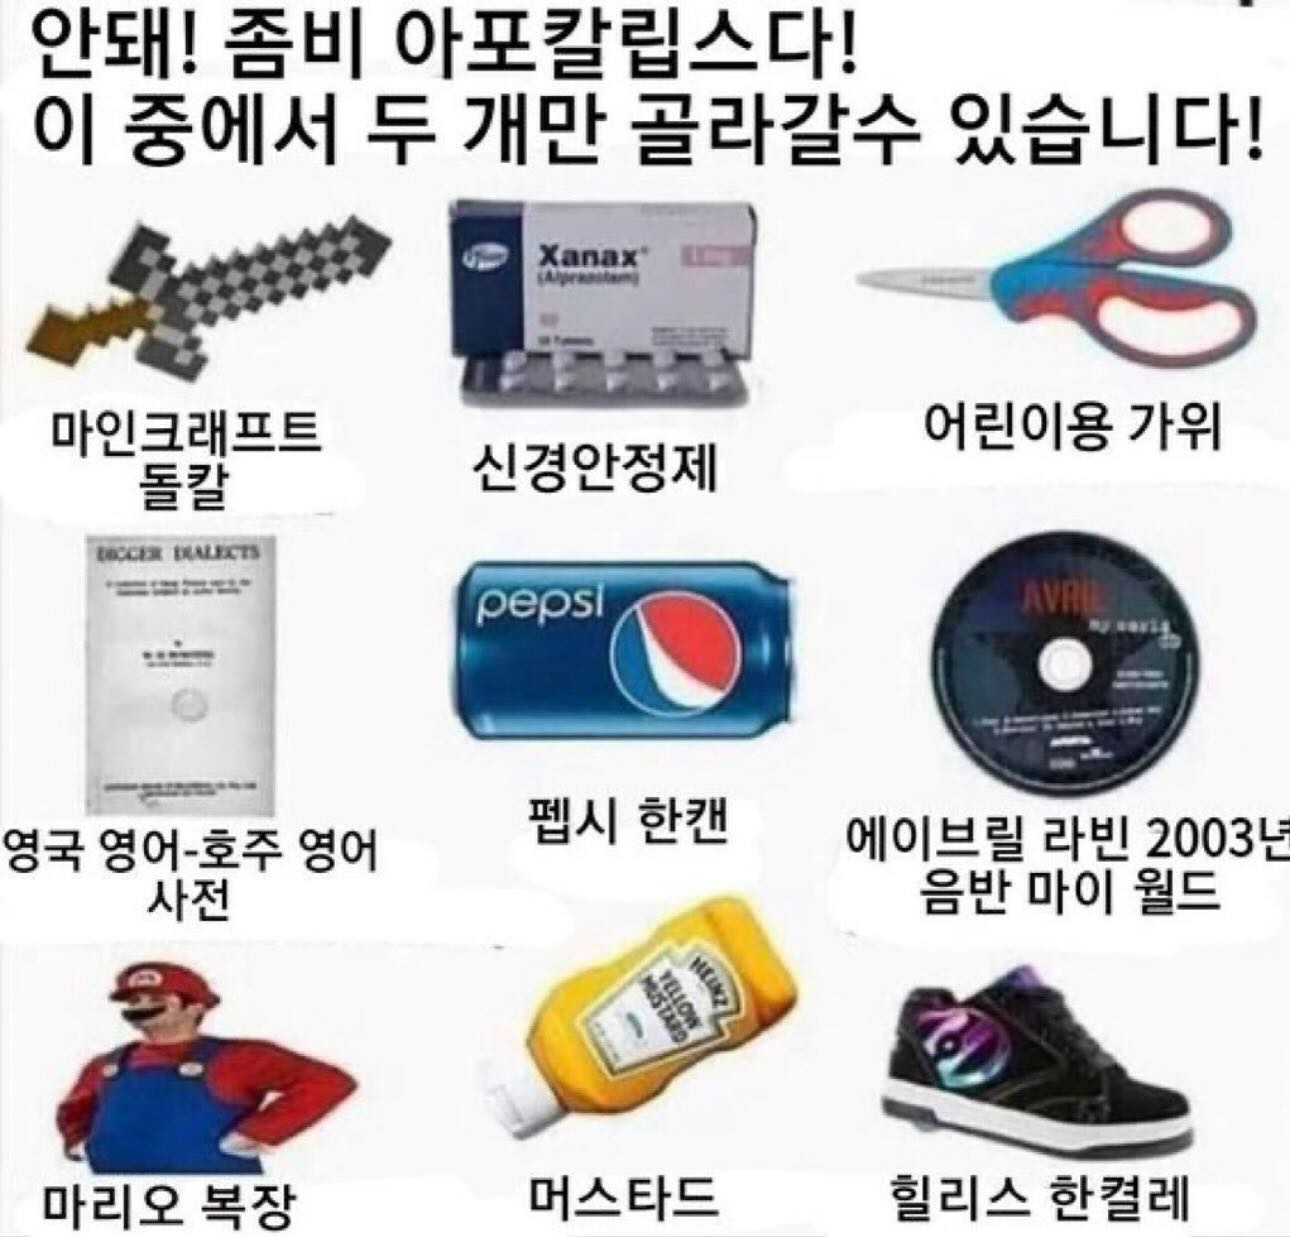 안돼! 좀비 아포칼립스다!
이 중에서 두 개만 골라갈수 있습니다!
Pfizer
Xanax®
(Alprazolam)
마인크래프트
돌칼
신경안정제
어린이용 가위
DIGGER DIALECTS
pepsi
AVRIL
my world
영국 영어-호주 영어
사전
펩시 한캔
에이브릴 라빈 2003년
음반 마이 월드
M
HEINZ
YELLOW
MUSTARD
마리오 복장
머스타드
힐리스 한켤레